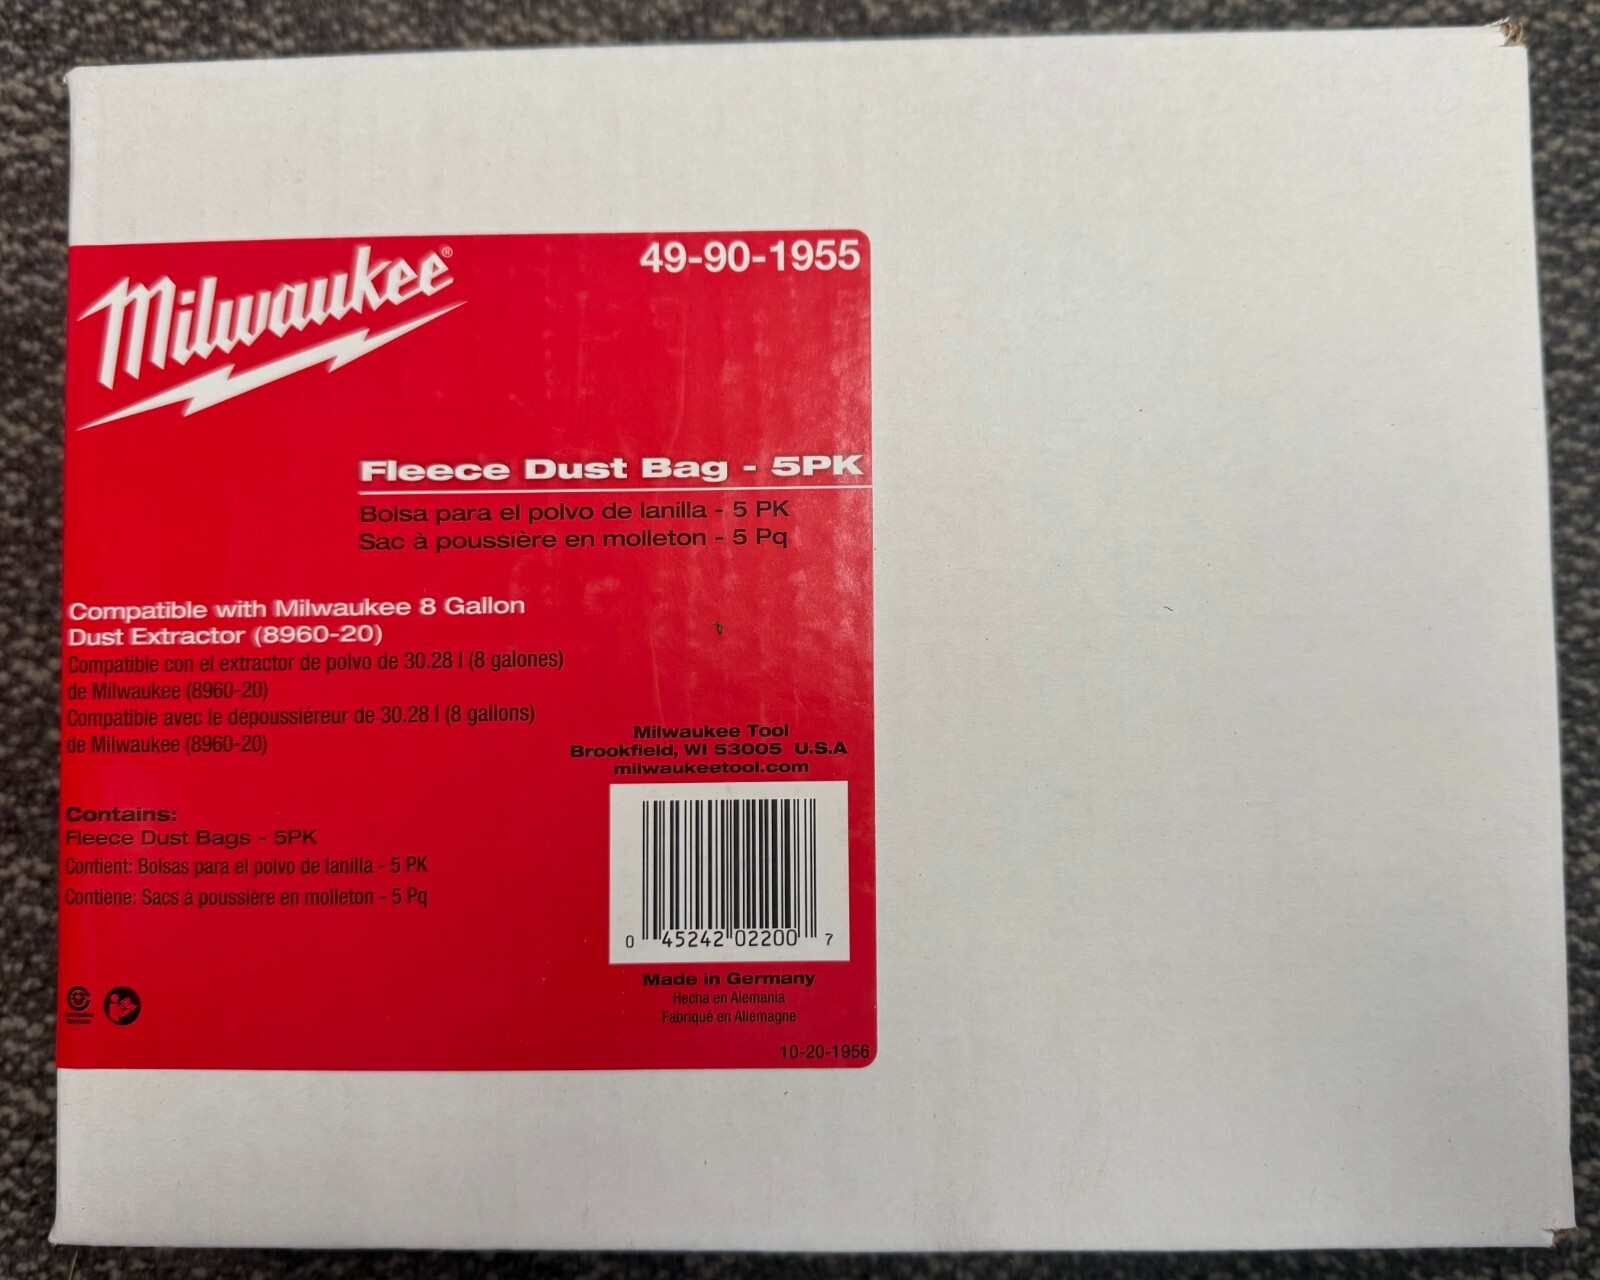 Milwaukee®
49-90-1955
Fleece Dust Bag - 5PK
Bolsa para el polvo de lanilla - 5 PK
Sac à poussière en molleton - 5 Pq
Compatible with Milwaukee 8 Gallon
Dust Extractor (8960-20)
Compatible con el extractor de polvo de 30.28 l (8 galones)
de Milwaukee (8960-20)
Compatible avec le dépoussiéreur de 30.28 l (8 gallons)
de Milwaukee (8960-20)
Milwaukee Tool
Brookfield, WI 53005 U.S.A
milwaukeetool.com
Contains:
Fleece Dust Bags - 5PK
Contient: Bolsas para el polvo de lanilla - 5 PK
Contiene: Sacs à poussière en molleton - 5 Pq
0 45242 02200 7
Made in Germany
Hecha en Alemania
Fabriqué en Allemagne
10-20-1956